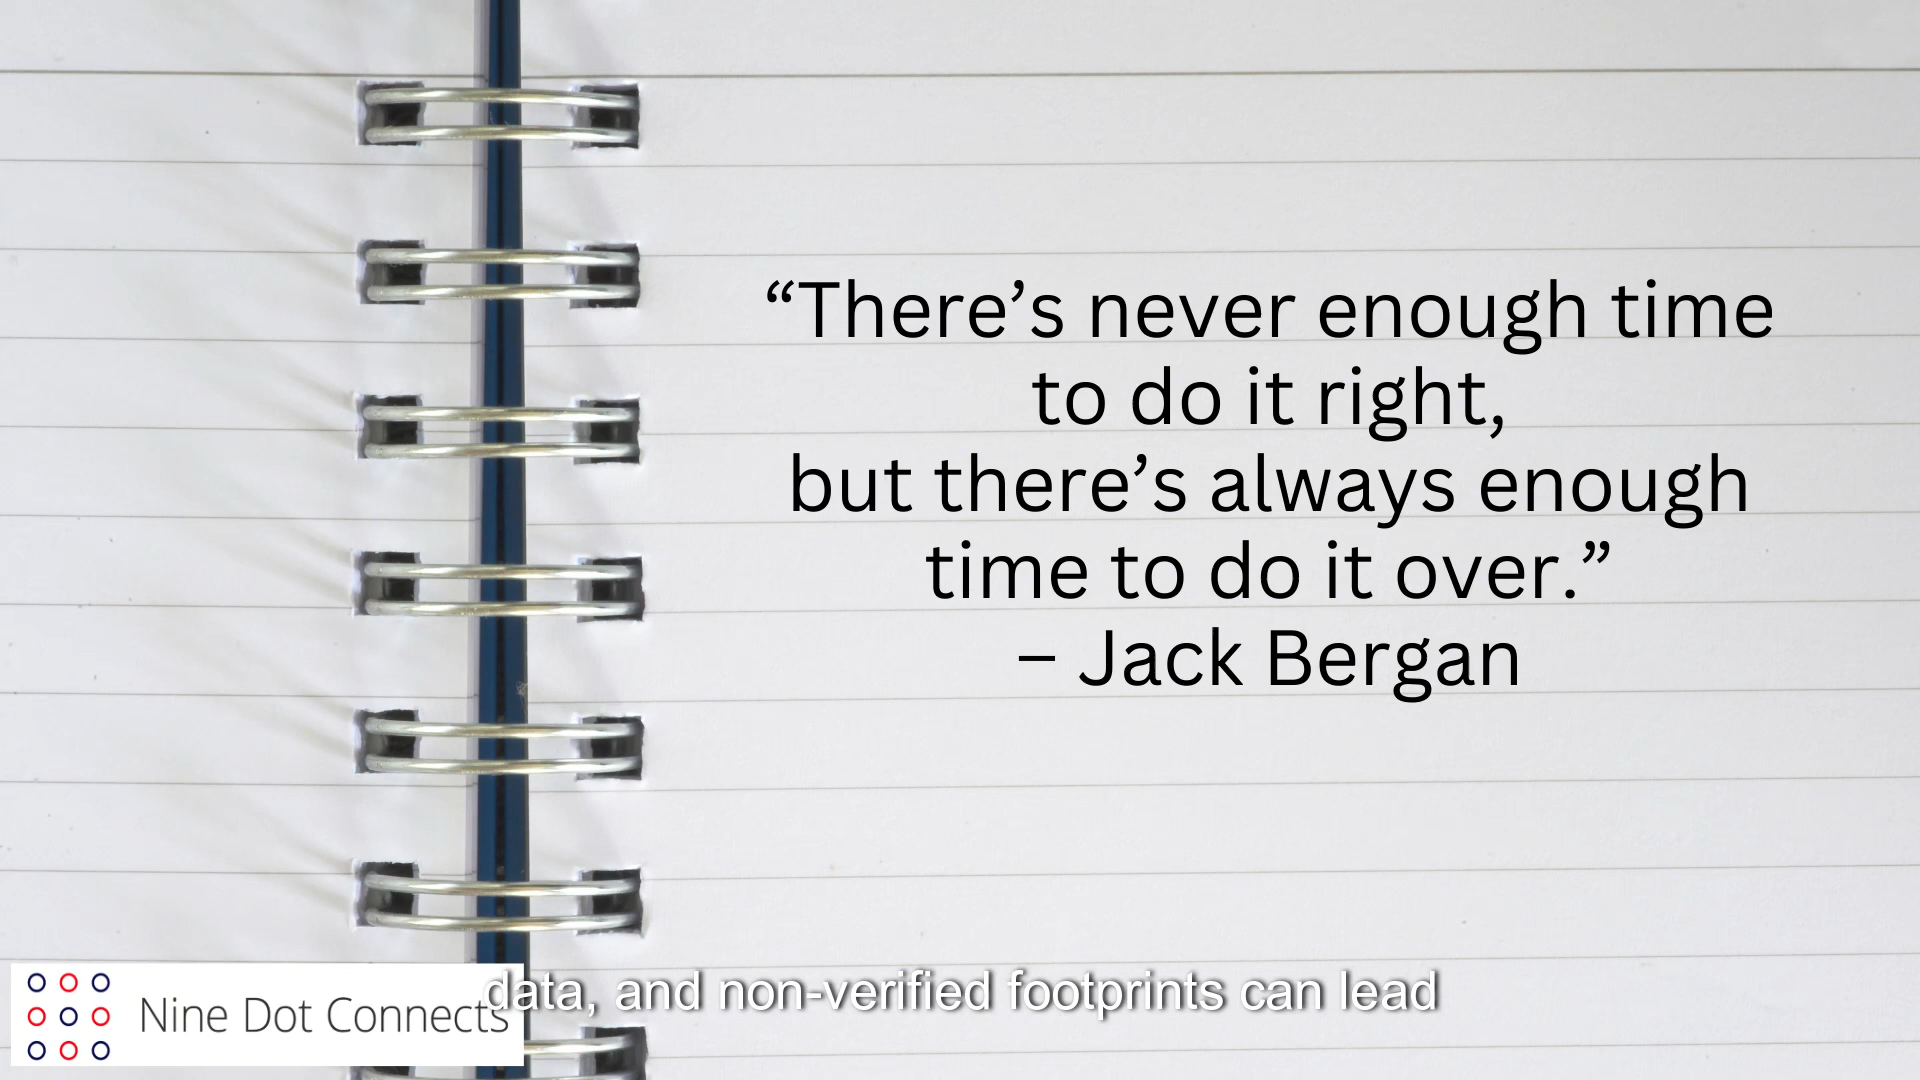 “There’s never enough time
to do it right,
but there’s always enough
time to do it over.”
– Jack Bergan
data, and non-verified footprints can lead
Nine Dot Connects